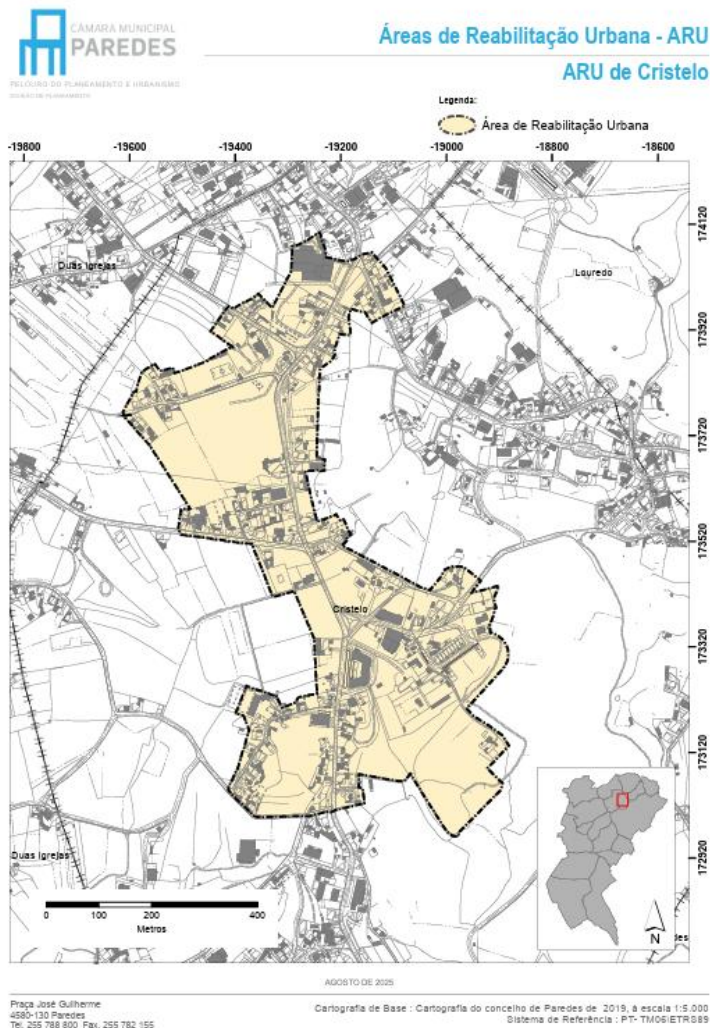 CÂMARA MUNICIPAL
PAREDES
PELOURO DO PLANEAMENTO E URBANISMO
DIVISÃO DE PLANEAMENTO
Áreas de Reabilitação Urbana - ARU
ARU de Cristelo
Legenda:
Área de Reabilitação Urbana
-19800 -19600 -19400 -19200 -19000 -18800 -18600
174120
173920
173720
173520
173320
173120
172920
Duas Igrejas
Louredo
Cristelo
Duas Igrejas
0 100 200 400
Metros
N
AGOSTO DE 2025
Praça José Guilherme
4580-130 Paredes
Tel: 255 788 800 Fax. 255 782 155
Cartografia de Base : Cartografia do concelho de Paredes de 2019, à escala 1:5.000
Sistema de Referência : PT- TM06/ETRS89